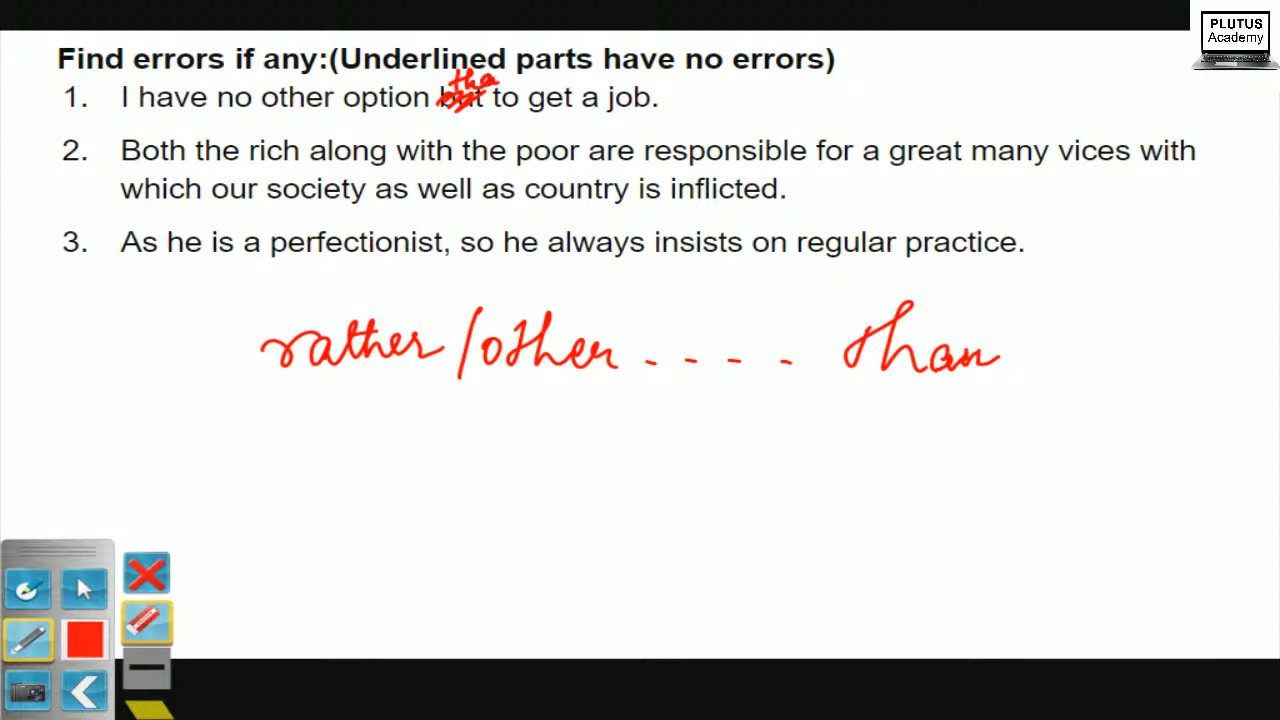 PLUTUS
Academy
Find errors if any:(Underlined parts have no errors)
1. I have no other option but to get a job.
tha
2. Both the rich along with the poor are responsible for a great many vices with
which our society as well as country is inflicted.
3. As he is a perfectionist, so he always insists on regular practice.
rather/other .... than